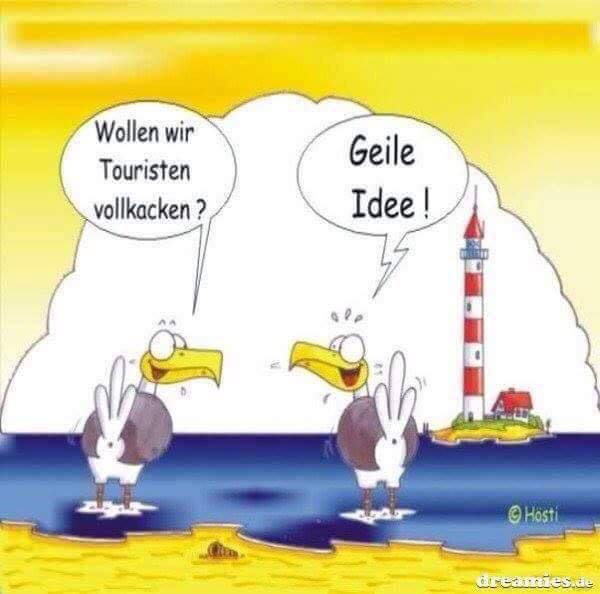 Wollen wir
Touristen
vollkacken ?
Geile
Idee !
© Hösti
dreamies.de